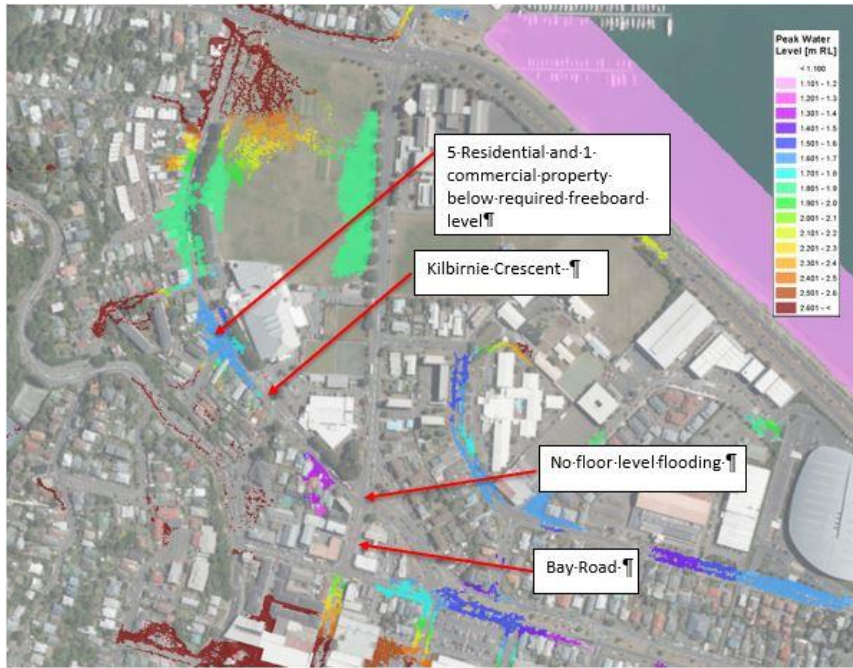 Peak Water
Level [m RL]
< 1.100
1.101 - 1.2
1.201 - 1.3
1.301 - 1.4
1.401 - 1.5
1.501 - 1.6
1.601 - 1.7
1.701 - 1.8
1.801 - 1.9
1.901 - 2.0
2.001 - 2.1
2.101 - 2.2
2.201 - 2.3
2.301 - 2.4
2.401 - 2.5
2.501 - 2.6
2.601 - <
5·Residential·and·1·
commercial·property·
below·required·freeboard·
level¶
Kilbirnie·Crescent·¶
No·floor·level·flooding·¶
Bay·Road·¶